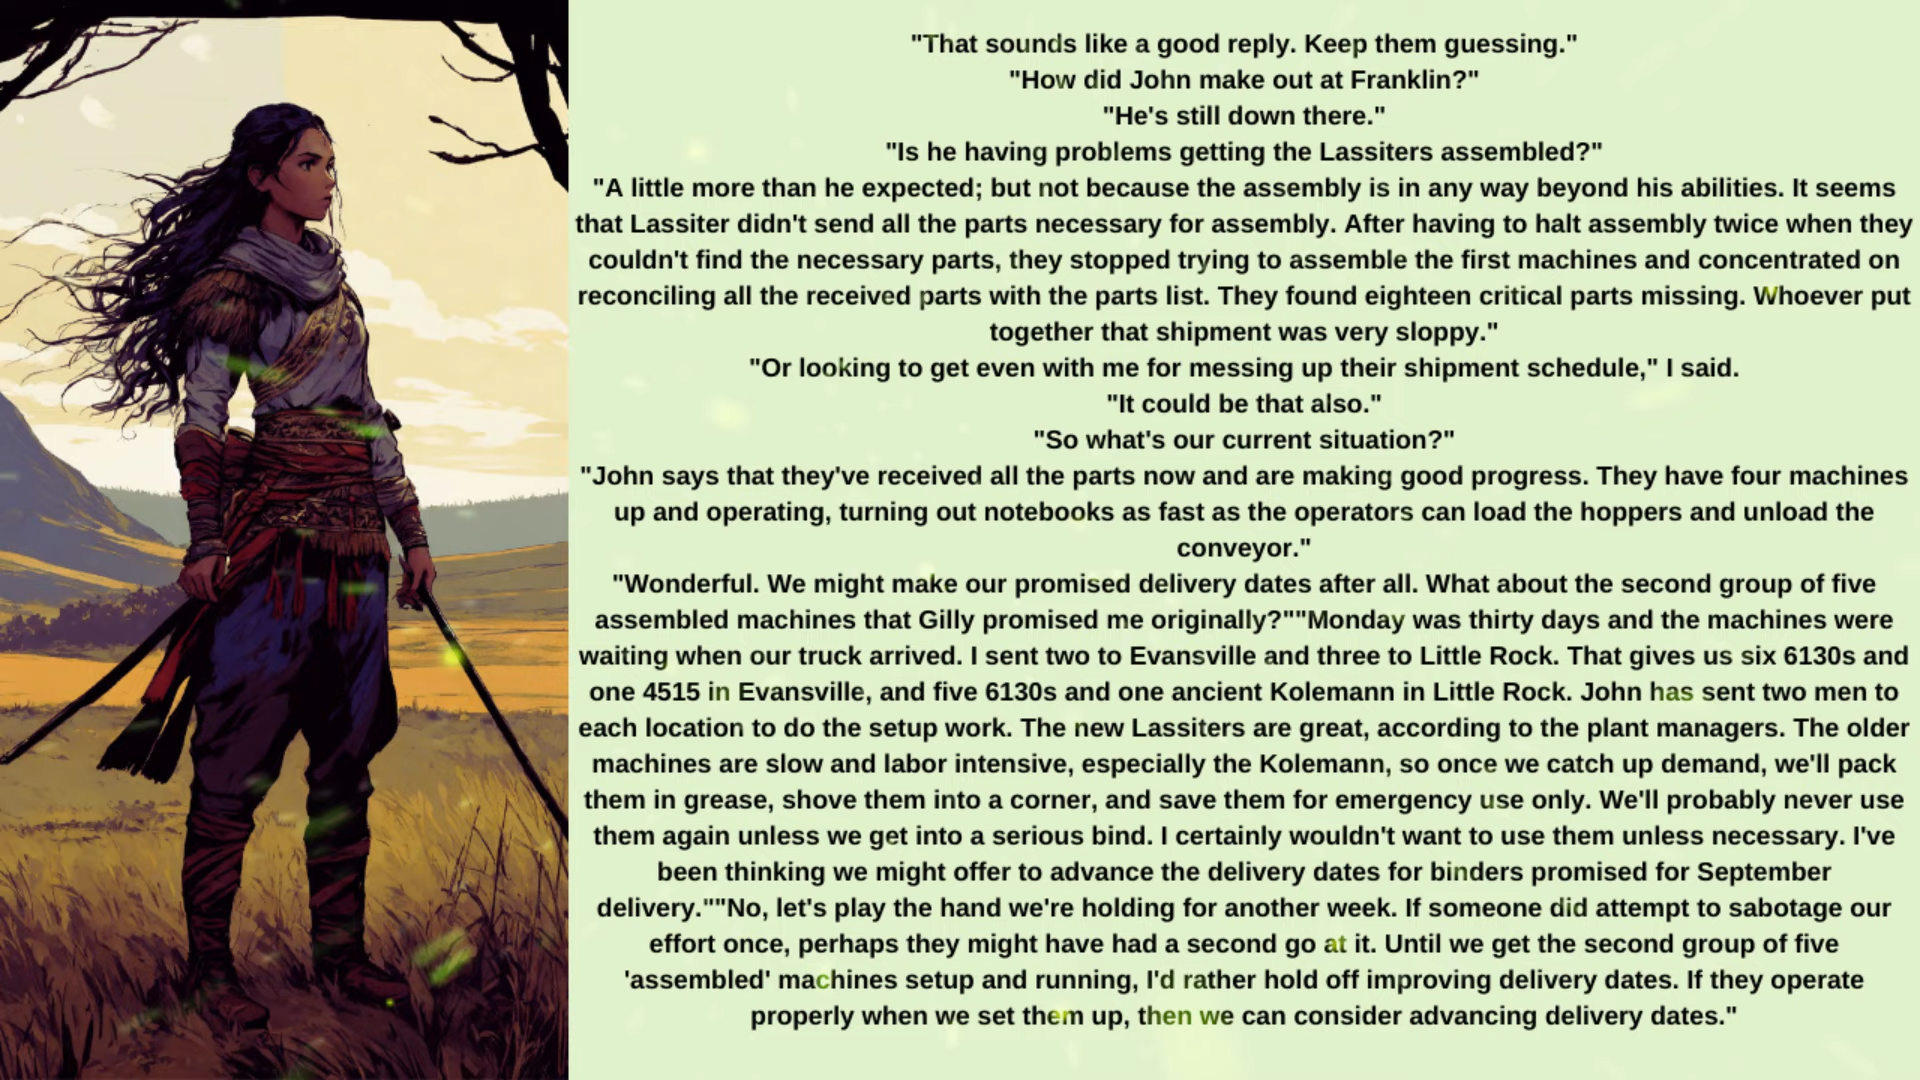 "That sounds like a good reply. Keep them guessing."
"How did John make out at Franklin?"
"He's still down there."
"Is he having problems getting the Lassiters assembled?"
"A little more than he expected; but not because the assembly is in any way beyond his abilities. It seems
that Lassiter didn't send all the parts necessary for assembly. After having to halt assembly twice when they
couldn't find the necessary parts, they stopped trying to assemble the first machines and concentrated on
reconciling all the received parts with the parts list. They found eighteen critical parts missing. Whoever put
together that shipment was very sloppy."
"Or looking to get even with me for messing up their shipment schedule," I said.
"It could be that also."
"So what's our current situation?"
"John says that they've received all the parts now and are making good progress. They have four machines
up and operating, turning out notebooks as fast as the operators can load the hoppers and unload the
conveyor."
"Wonderful. We might make our promised delivery dates after all. What about the second group of five
assembled machines that Gilly promised me originally?""Monday was thirty days and the machines were
waiting when our truck arrived. I sent two to Evansville and three to Little Rock. That gives us six 6130s and
one 4515 in Evansville, and five 6130s and one ancient Kolemann in Little Rock. John has sent two men to
each location to do the setup work. The new Lassiters are great, according to the plant managers. The older
machines are slow and labor intensive, especially the Kolemann, so once we catch up demand, we'll pack
them in grease, shove them into a corner, and save them for emergency use only. We'll probably never use
them again unless we get into a serious bind. I certainly wouldn't want to use them unless necessary. I've
been thinking we might offer to advance the delivery dates for binders promised for September
delivery.""No, let's play the hand we're holding for another week. If someone did attempt to sabotage our
effort once, perhaps they might have had a second go at it. Until we get the second group of five
'assembled' machines setup and running, I'd rather hold off improving delivery dates. If they operate
properly when we set them up, then we can consider advancing delivery dates."